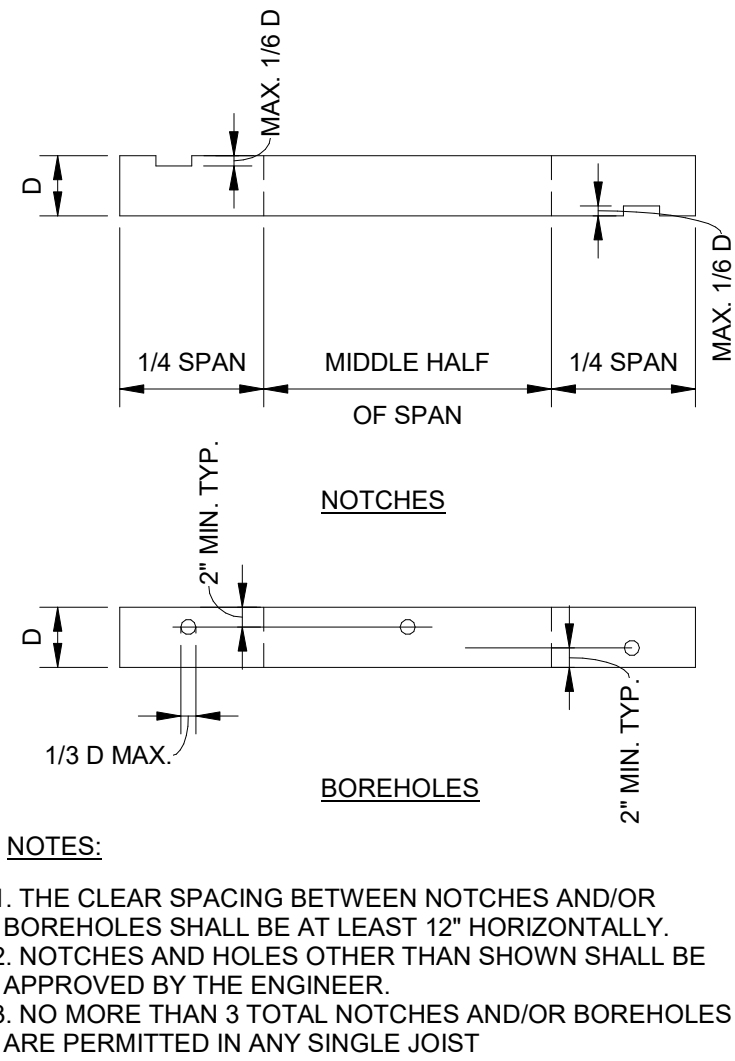 MAX. 1/6 D
D
MAX. 1/6 D
1/4 SPAN
MIDDLE HALF
1/4 SPAN
OF SPAN
NOTCHES
2" MIN. TYP.
D
1/3 D MAX.
2" MIN. TYP.
BOREHOLES
NOTES:
1. THE CLEAR SPACING BETWEEN NOTCHES AND/OR
BOREHOLES SHALL BE AT LEAST 12" HORIZONTALLY.
2. NOTCHES AND HOLES OTHER THAN SHOWN SHALL BE
APPROVED BY THE ENGINEER.
3. NO MORE THAN 3 TOTAL NOTCHES AND/OR BOREHOLES
ARE PERMITTED IN ANY SINGLE JOIST